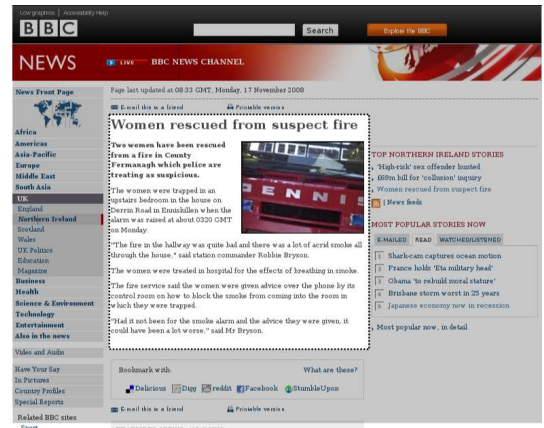 Low graphics | Accessibility Help
BBC
Search
Explore the BBC
NEWS
LIVE BBC NEWS CHANNEL
News Front Page
Africa
Americas
Asia-Pacific
Europe
Middle East
South Asia
UK
England
Northern Ireland
Scotland
Wales
UK Politics
Education
Magazine
Business
Health
Science & Environment
Technology
Entertainment
Also in the news
Video and Audio
Have Your Say
In Pictures
Country Profiles
Special Reports
Related BBC sites
Sport
Page last updated at 08:33 GMT, Monday, 17 November 2008
E-mail this to a friend
Printable version
Women rescued from suspect fire
Two women have been rescued
from a fire in County
Fermanagh which police are
treating as suspicious.
DENNIS
The women were trapped in an
upstairs bedroom in the house on
Derrin Road in Enniskillen when the
alarm was raised at about 0320 GMT
on Monday.
"The fire in the hallway was quite bad and there was a lot of acrid smoke all
through the house," said station commander Robbie Bryson.
The women were treated in hospital for the effects of breathing in smoke.
The fire service said the women were given advice over the phone by its
control room on how to block the smoke from coming into the room in
which they were trapped.
"Had it not been for the smoke alarm and the advice they were given, it
could have been a lot worse," said Mr Bryson.
Bookmark with:
What are these?
Delicious
Digg
reddit
Facebook
StumbleUpon
E-mail this to a friend
Printable version
TOP NORTHERN IRELAND STORIES
'High-risk' sex offender hunted
£69m bill for 'collusion' inquiry
Women rescued from suspect fire
| News feeds
MOST POPULAR STORIES NOW
E-MAILED
READ
WATCHED/LISTENED
1 Shark-cam captures ocean motion
2 France holds 'Eta military head'
3 Obama 'to rebuild moral stature'
4 Brisbane storm worst in 25 years
5 Japanese economy now in recession
Most popular now, in detail